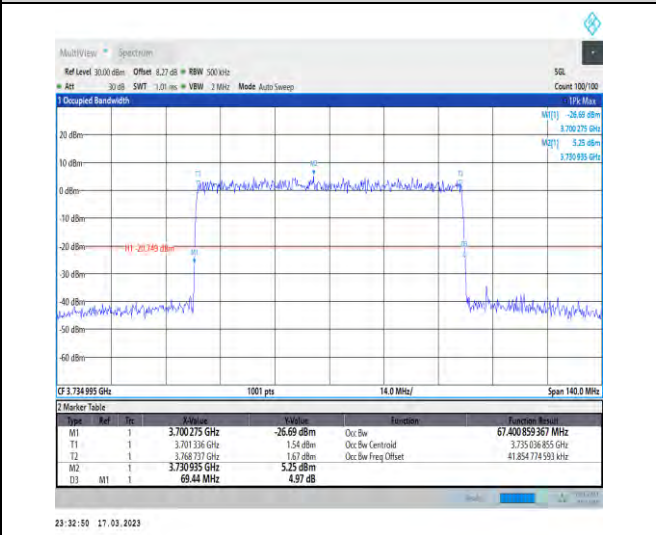 MultiView Spectrum
Ref Level 30.00 dBm Offset 8.27 dB RBW 500 kHz SGL
Att 30 dB SWT 1.01 ms VBW 2 MHz Mode Auto Sweep Count 100/100
1 Occupied Bandwidth 1Pk Max
M1[1] -26.69 dBm
3.700 275 GHz
M2[1] 5.25 dBm
3.730 935 GHz
20 dBm
10 dBm
0 dBm
-10 dBm
-20 dBm
H1 -20.749 dBm
-30 dBm
-40 dBm
-50 dBm
-60 dBm
M2
M1
CF 3.734 995 GHz 1001 pts 14.0 MHz/ Span 140.0 MHz
2 Marker Table
Type Ref Trc X-Value Y-Value Function Function Result
M1 1 3.700 275 GHz -26.69 dBm Occ Bw 67.400 859 367 MHz
T1 1 3.701 336 GHz 1.54 dBm Occ Bw Centroid 3.735 036 855 GHz
T2 1 3.768 737 GHz 1.67 dBm Occ Bw Freq Offset 41.854 774 593 kHz
M2 1 3.730 935 GHz 5.25 dBm
D3 M1 1 69.44 MHz 4.97 dB
23:32:50 17.03.2023